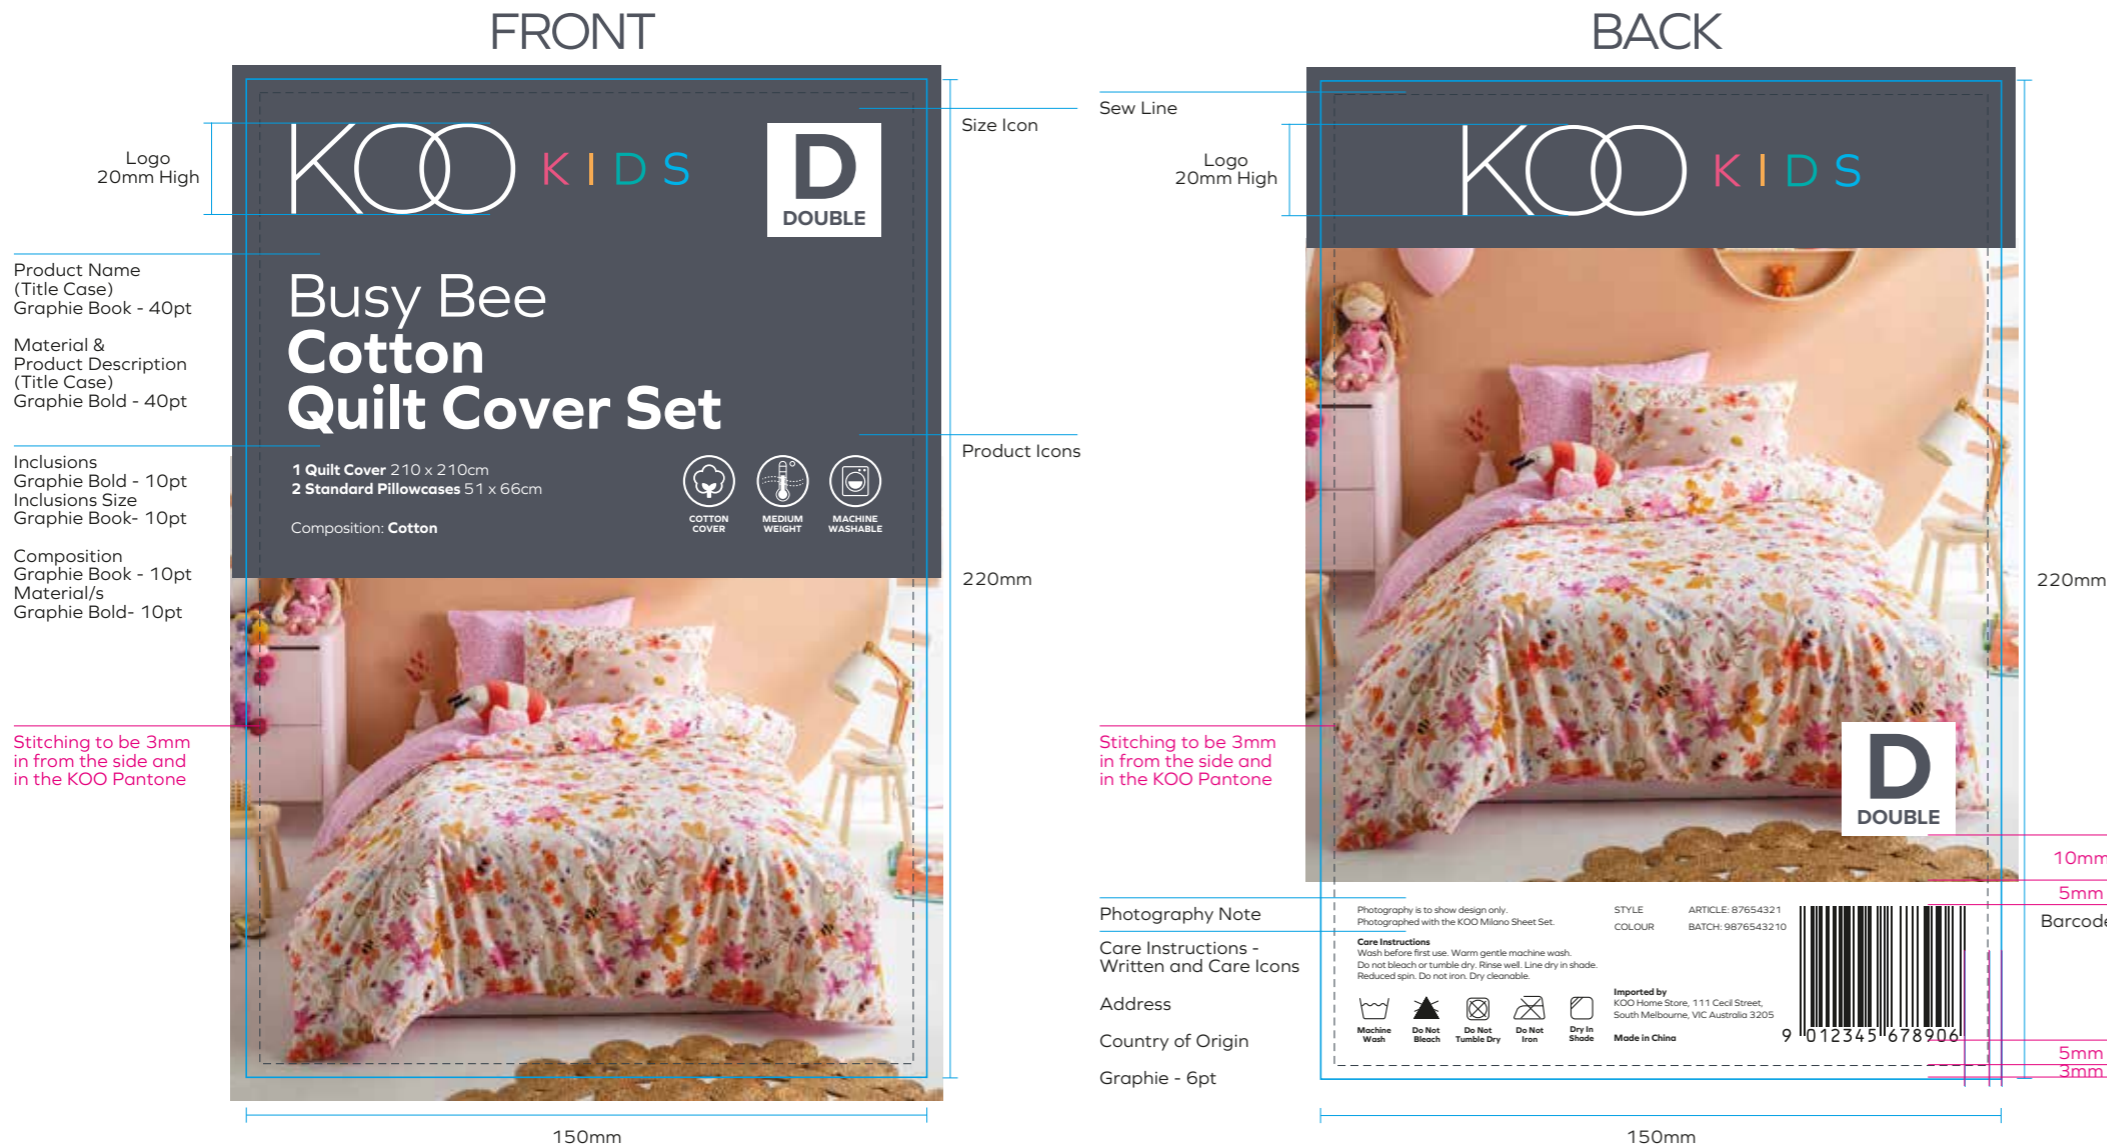 FRONT
KOO KIDS
D
DOUBLE
Size Icon
Logo
20mm High
Product Name
(Title Case)
Graphie Book - 40pt
Material &
Product Description
(Title Case)
Graphie Bold - 40pt
Busy Bee
Cotton
Quilt Cover Set
Product Icons
Inclusions
Graphie Bold - 10pt
Inclusions Size
Graphie Book- 10pt
Composition
Graphie Book - 10pt
Material/s
Graphie Bold- 10pt
1 Quilt Cover 210 x 210cm
2 Standard Pillowcases 51 x 66cm
Composition: Cotton
COTTON
COVER
MEDIUM
WEIGHT
MACHINE
WASHABLE
220mm
Stitching to be 3mm
in from the side and
in the KOO Pantone
150mm
BACK
Sew Line
Logo
20mm High
KOO KIDS
220mm
Stitching to be 3mm
in from the side and
in the KOO Pantone
D
DOUBLE
10mm
5mm
Barcode
Photography Note
Care Instructions -
Written and Care Icons
Address
Country of Origin
Graphie - 6pt
Photography is to show design only.
Photographed with the KOO Milano Sheet Set.
Care Instructions
Wash before first use. Warm gentle machine wash.
Do not bleach or tumble dry. Rinse well. Line dry in shade.
Reduced spin. Do not iron. Dry cleanable.
Machine
Wash
Do Not
Bleach
Do Not
Tumble Dry
Do Not
Iron
Dry In
Shade
STYLE ARTICLE: 87654321
COLOUR BATCH: 9876543210
Imported by
KOO Home Store, 111 Cecil Street,
South Melbourne, VIC Australia 3205
Made in China
9 012345 678906
5mm
3mm
150mm